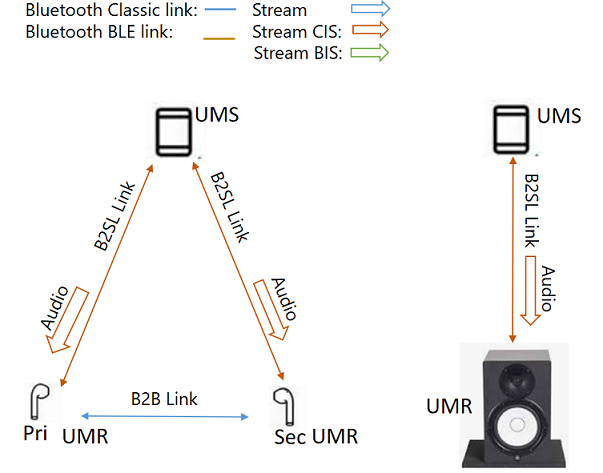 Bluetooth Classic link:
Stream
Bluetooth BLE link:
Stream CIS:
Stream BIS:
UMS
UMS
B2SL Link
B2SL Link
B2SL Link
Audio
Audio
Audio
B2B Link
UMR
Pri UMR
Sec UMR